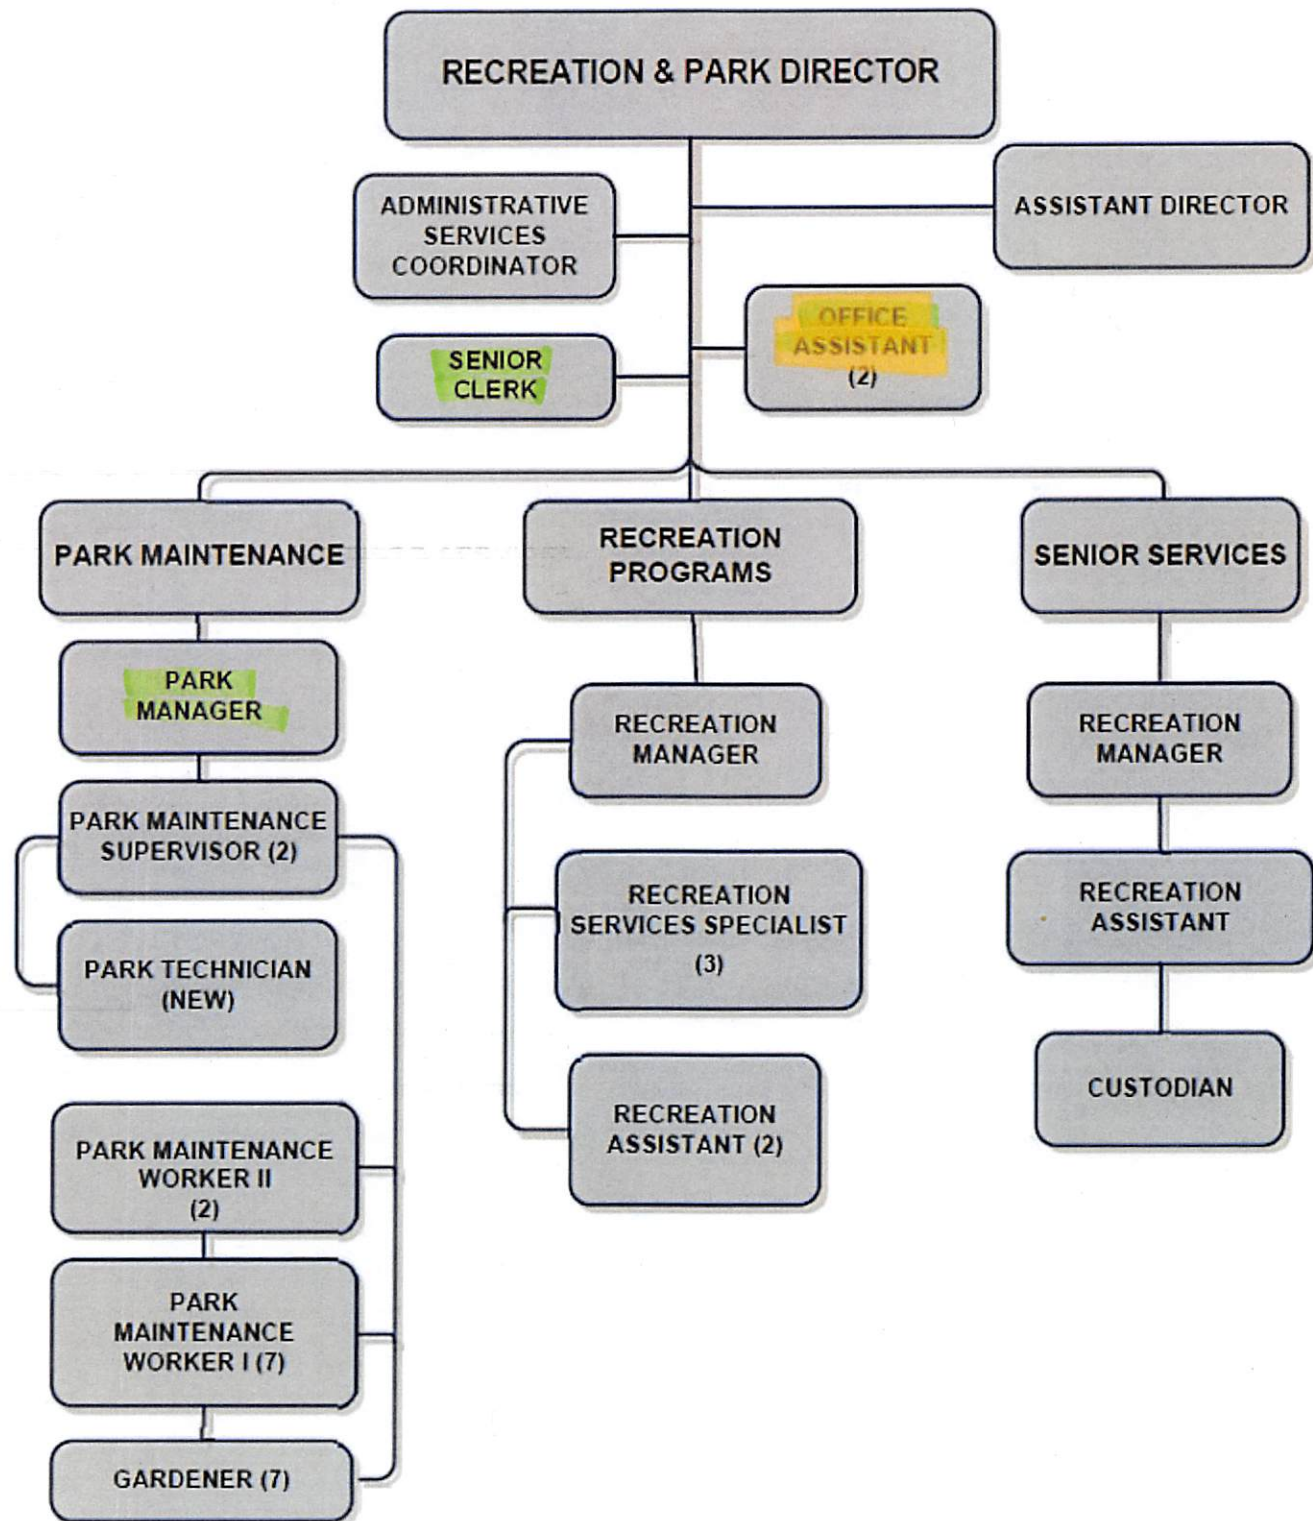 RECREATION & PARK DIRECTOR
ADMINISTRATIVE
SERVICES
COORDINATOR
ASSISTANT DIRECTOR
OFFICE
ASSISTANT
(2)
SENIOR
CLERK
PARK MAINTENANCE
RECREATION
PROGRAMS
SENIOR SERVICES
PARK
MANAGER
PARK MAINTENANCE
SUPERVISOR (2)
PARK TECHNICIAN
(NEW)
PARK MAINTENANCE
WORKER II
(2)
PARK
MAINTENANCE
WORKER I (7)
GARDENER (7)
RECREATION
MANAGER
RECREATION
SERVICES SPECIALIST
(3)
RECREATION
ASSISTANT (2)
RECREATION
MANAGER
RECREATION
ASSISTANT
CUSTODIAN